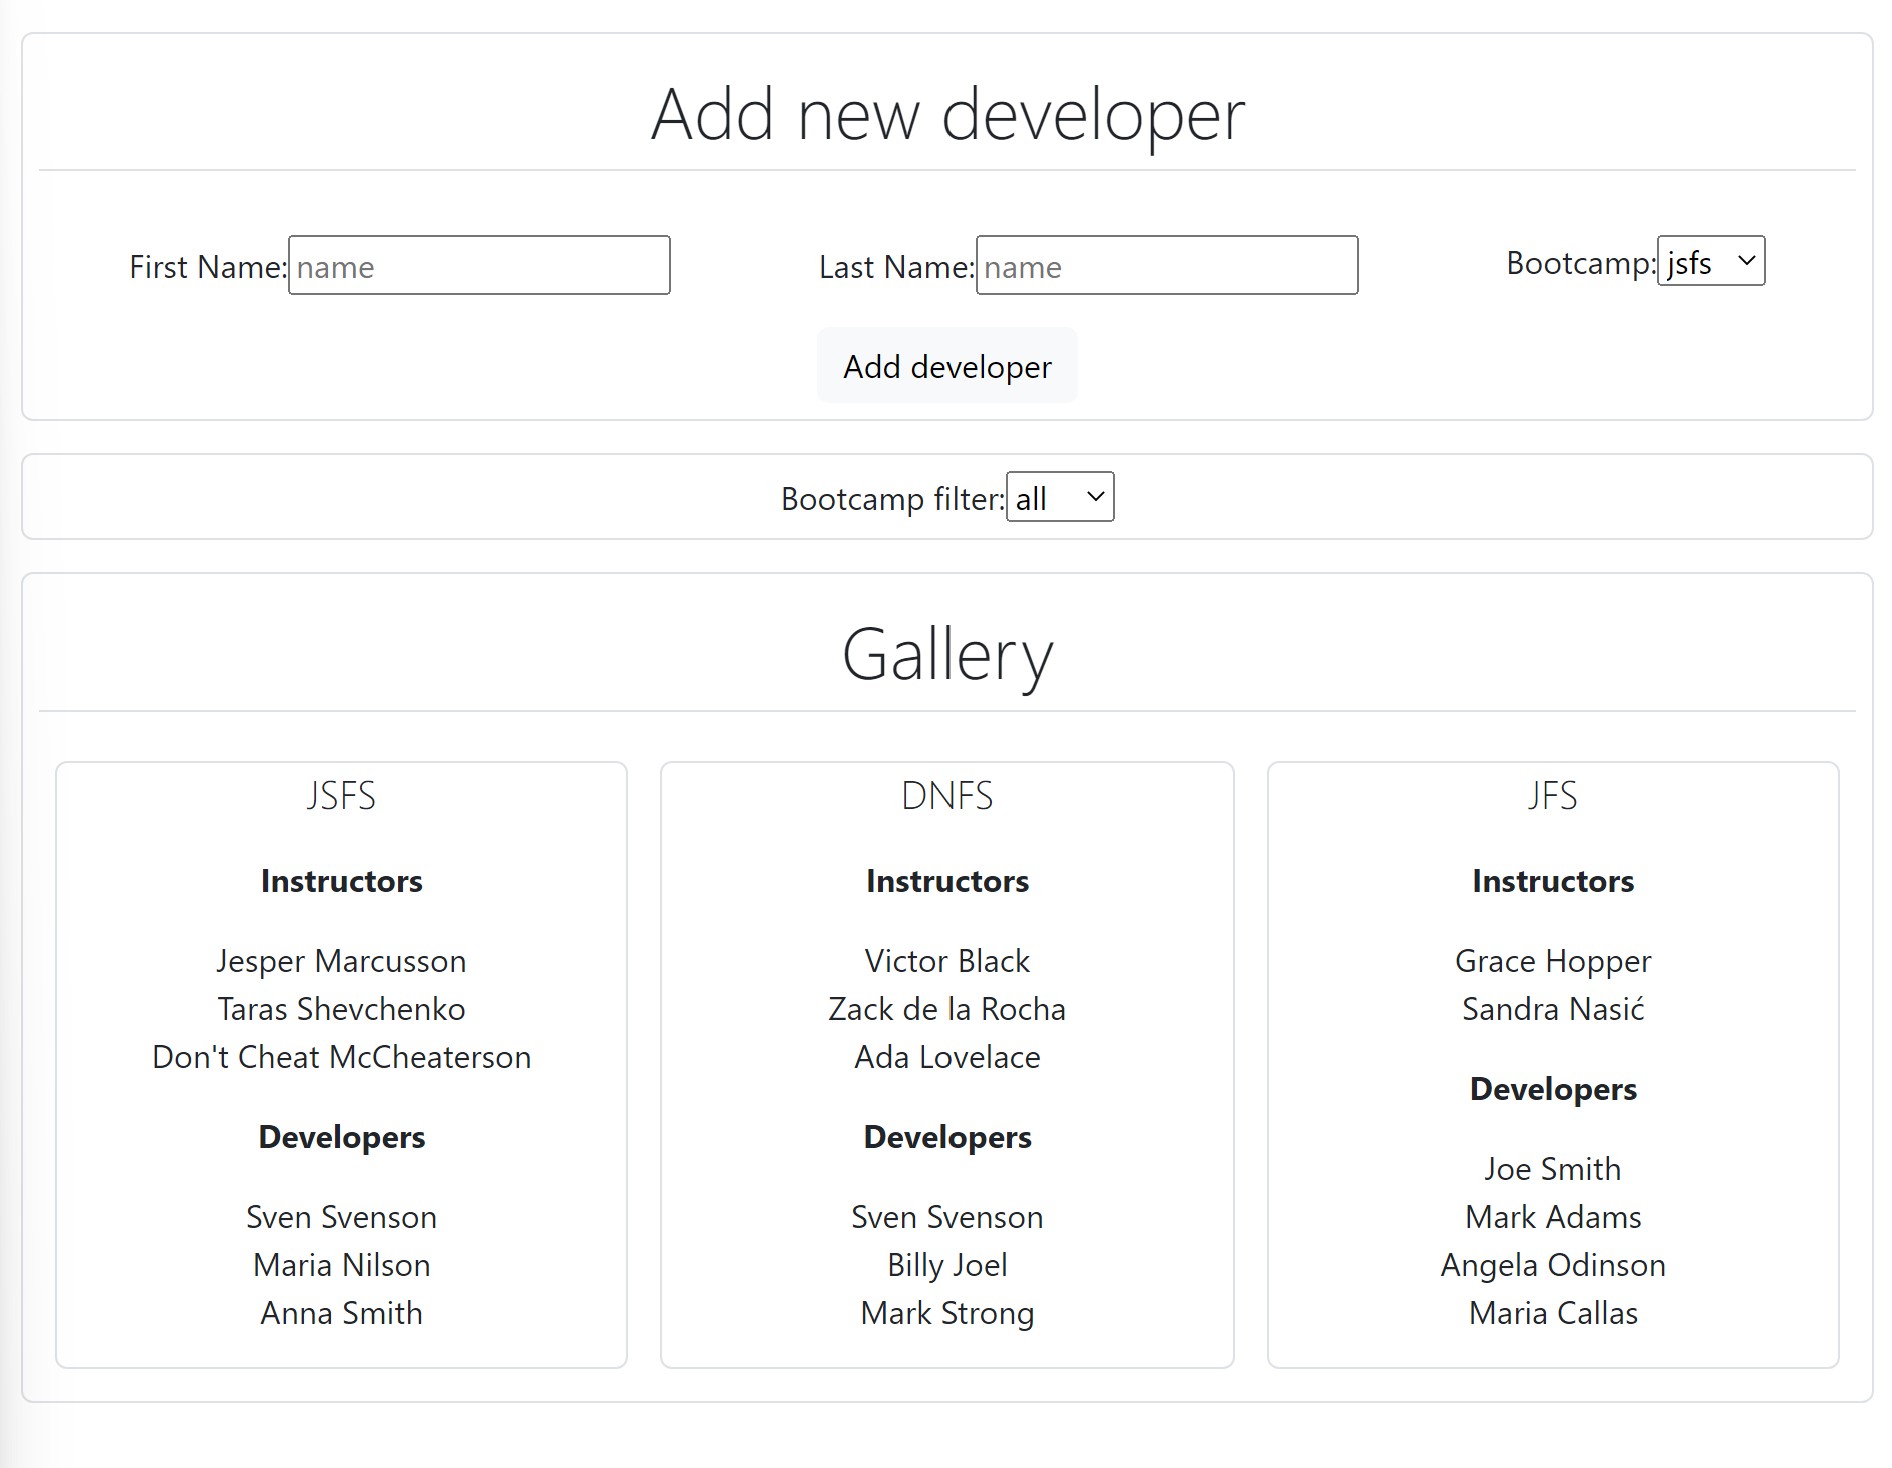 Add new developer
First Name: name Last Name: name Bootcamp: jsfs
Add developer
Bootcamp filter: all
Gallery
JSFS
Instructors
Jesper Marcusson
Taras Shevchenko
Don't Cheat McCheaterson
Developers
Sven Svenson
Maria Nilson
Anna Smith
DNFS
Instructors
Victor Black
Zack de la Rocha
Ada Lovelace
Developers
Sven Svenson
Billy Joel
Mark Strong
JFS
Instructors
Grace Hopper
Sandra Nasić
Developers
Joe Smith
Mark Adams
Angela Odinson
Maria Callas